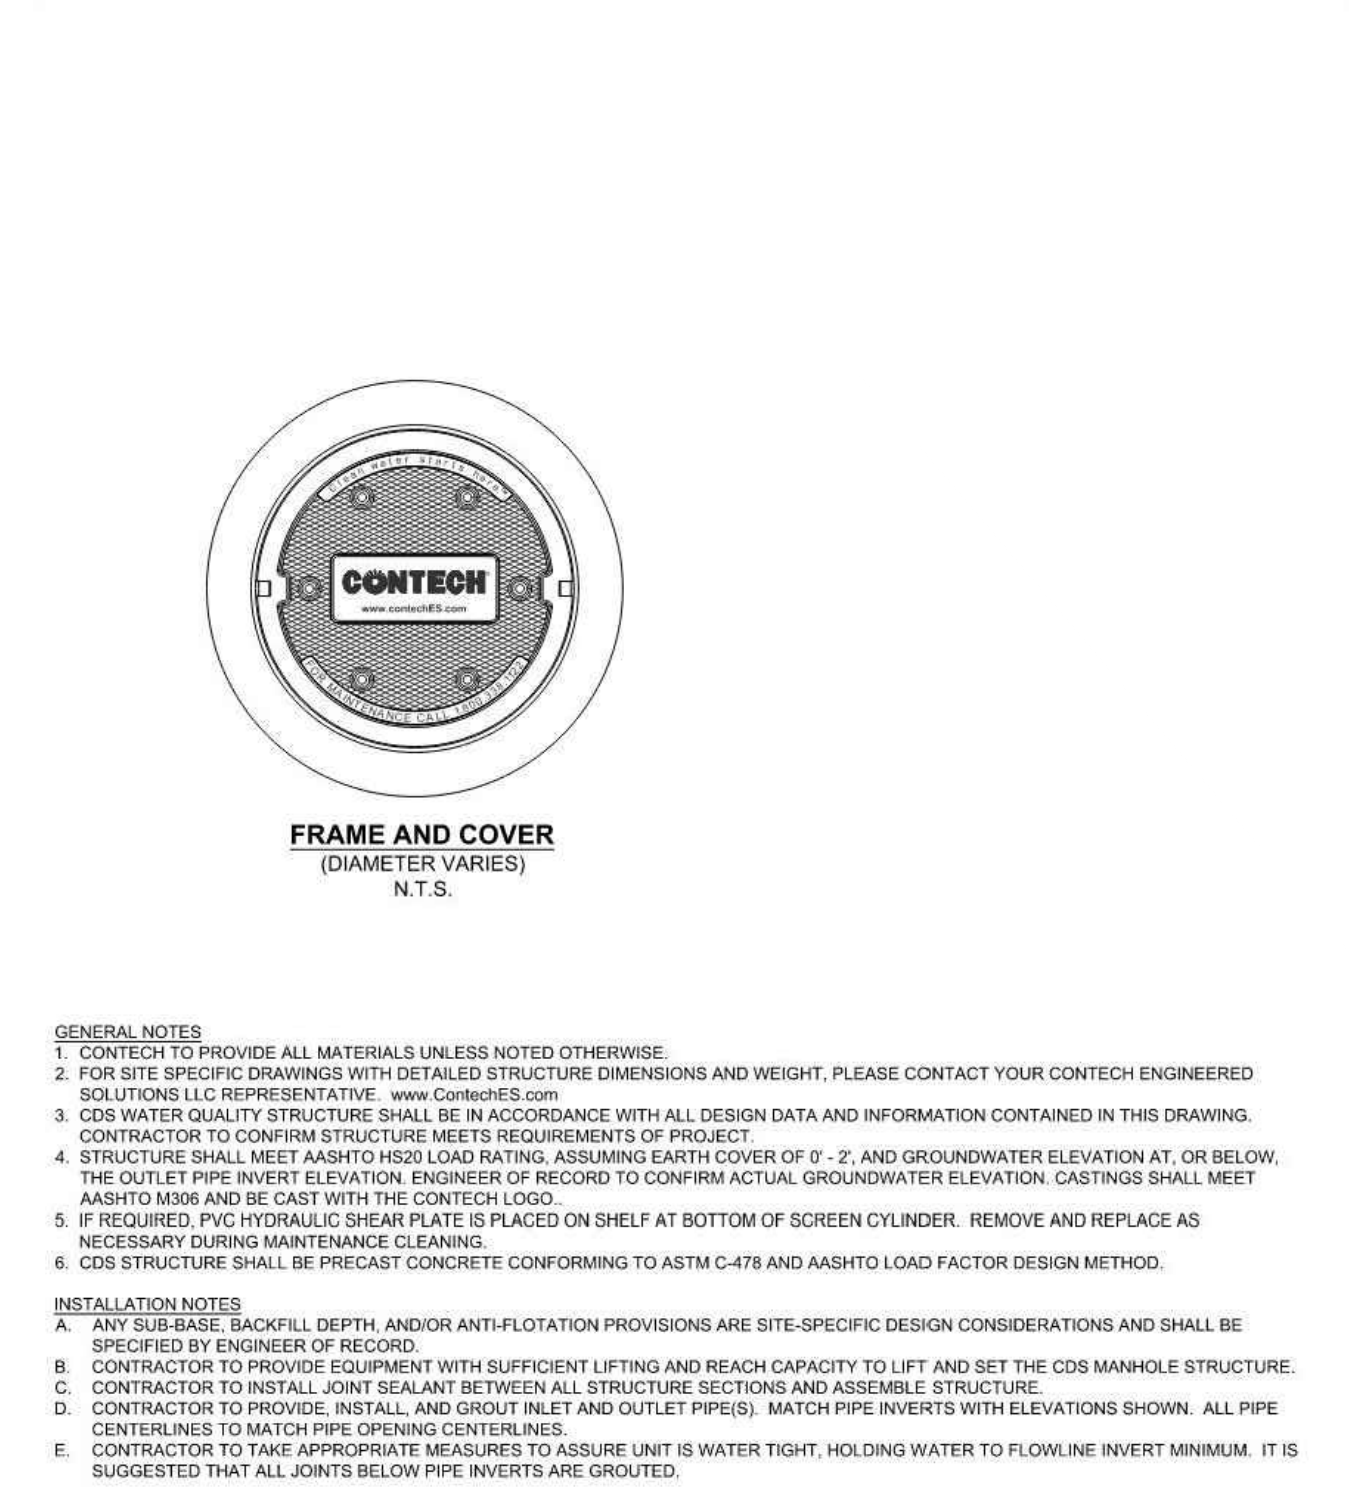 clean water starts here™
CONTECH
www.contechES.com
FOR MAINTENANCE CALL 1.800.338.1122
FRAME AND COVER
(DIAMETER VARIES)
N.T.S.
GENERAL NOTES
1. CONTECH TO PROVIDE ALL MATERIALS UNLESS NOTED OTHERWISE.
2. FOR SITE SPECIFIC DRAWINGS WITH DETAILED STRUCTURE DIMENSIONS AND WEIGHT, PLEASE CONTACT YOUR CONTECH ENGINEERED
SOLUTIONS LLC REPRESENTATIVE. www.ContechES.com
3. CDS WATER QUALITY STRUCTURE SHALL BE IN ACCORDANCE WITH ALL DESIGN DATA AND INFORMATION CONTAINED IN THIS DRAWING.
CONTRACTOR TO CONFIRM STRUCTURE MEETS REQUIREMENTS OF PROJECT.
4. STRUCTURE SHALL MEET AASHTO HS20 LOAD RATING, ASSUMING EARTH COVER OF 0' - 2', AND GROUNDWATER ELEVATION AT, OR BELOW,
THE OUTLET PIPE INVERT ELEVATION. ENGINEER OF RECORD TO CONFIRM ACTUAL GROUNDWATER ELEVATION. CASTINGS SHALL MEET
AASHTO M306 AND BE CAST WITH THE CONTECH LOGO..
5. IF REQUIRED, PVC HYDRAULIC SHEAR PLATE IS PLACED ON SHELF AT BOTTOM OF SCREEN CYLINDER. REMOVE AND REPLACE AS
NECESSARY DURING MAINTENANCE CLEANING.
6. CDS STRUCTURE SHALL BE PRECAST CONCRETE CONFORMING TO ASTM C-478 AND AASHTO LOAD FACTOR DESIGN METHOD.
INSTALLATION NOTES
A. ANY SUB-BASE, BACKFILL DEPTH, AND/OR ANTI-FLOTATION PROVISIONS ARE SITE-SPECIFIC DESIGN CONSIDERATIONS AND SHALL BE
SPECIFIED BY ENGINEER OF RECORD.
B. CONTRACTOR TO PROVIDE EQUIPMENT WITH SUFFICIENT LIFTING AND REACH CAPACITY TO LIFT AND SET THE CDS MANHOLE STRUCTURE.
C. CONTRACTOR TO INSTALL JOINT SEALANT BETWEEN ALL STRUCTURE SECTIONS AND ASSEMBLE STRUCTURE.
D. CONTRACTOR TO PROVIDE, INSTALL, AND GROUT INLET AND OUTLET PIPE(S). MATCH PIPE INVERTS WITH ELEVATIONS SHOWN. ALL PIPE
CENTERLINES TO MATCH PIPE OPENING CENTERLINES.
E. CONTRACTOR TO TAKE APPROPRIATE MEASURES TO ASSURE UNIT IS WATER TIGHT, HOLDING WATER TO FLOWLINE INVERT MINIMUM. IT IS
SUGGESTED THAT ALL JOINTS BELOW PIPE INVERTS ARE GROUTED.